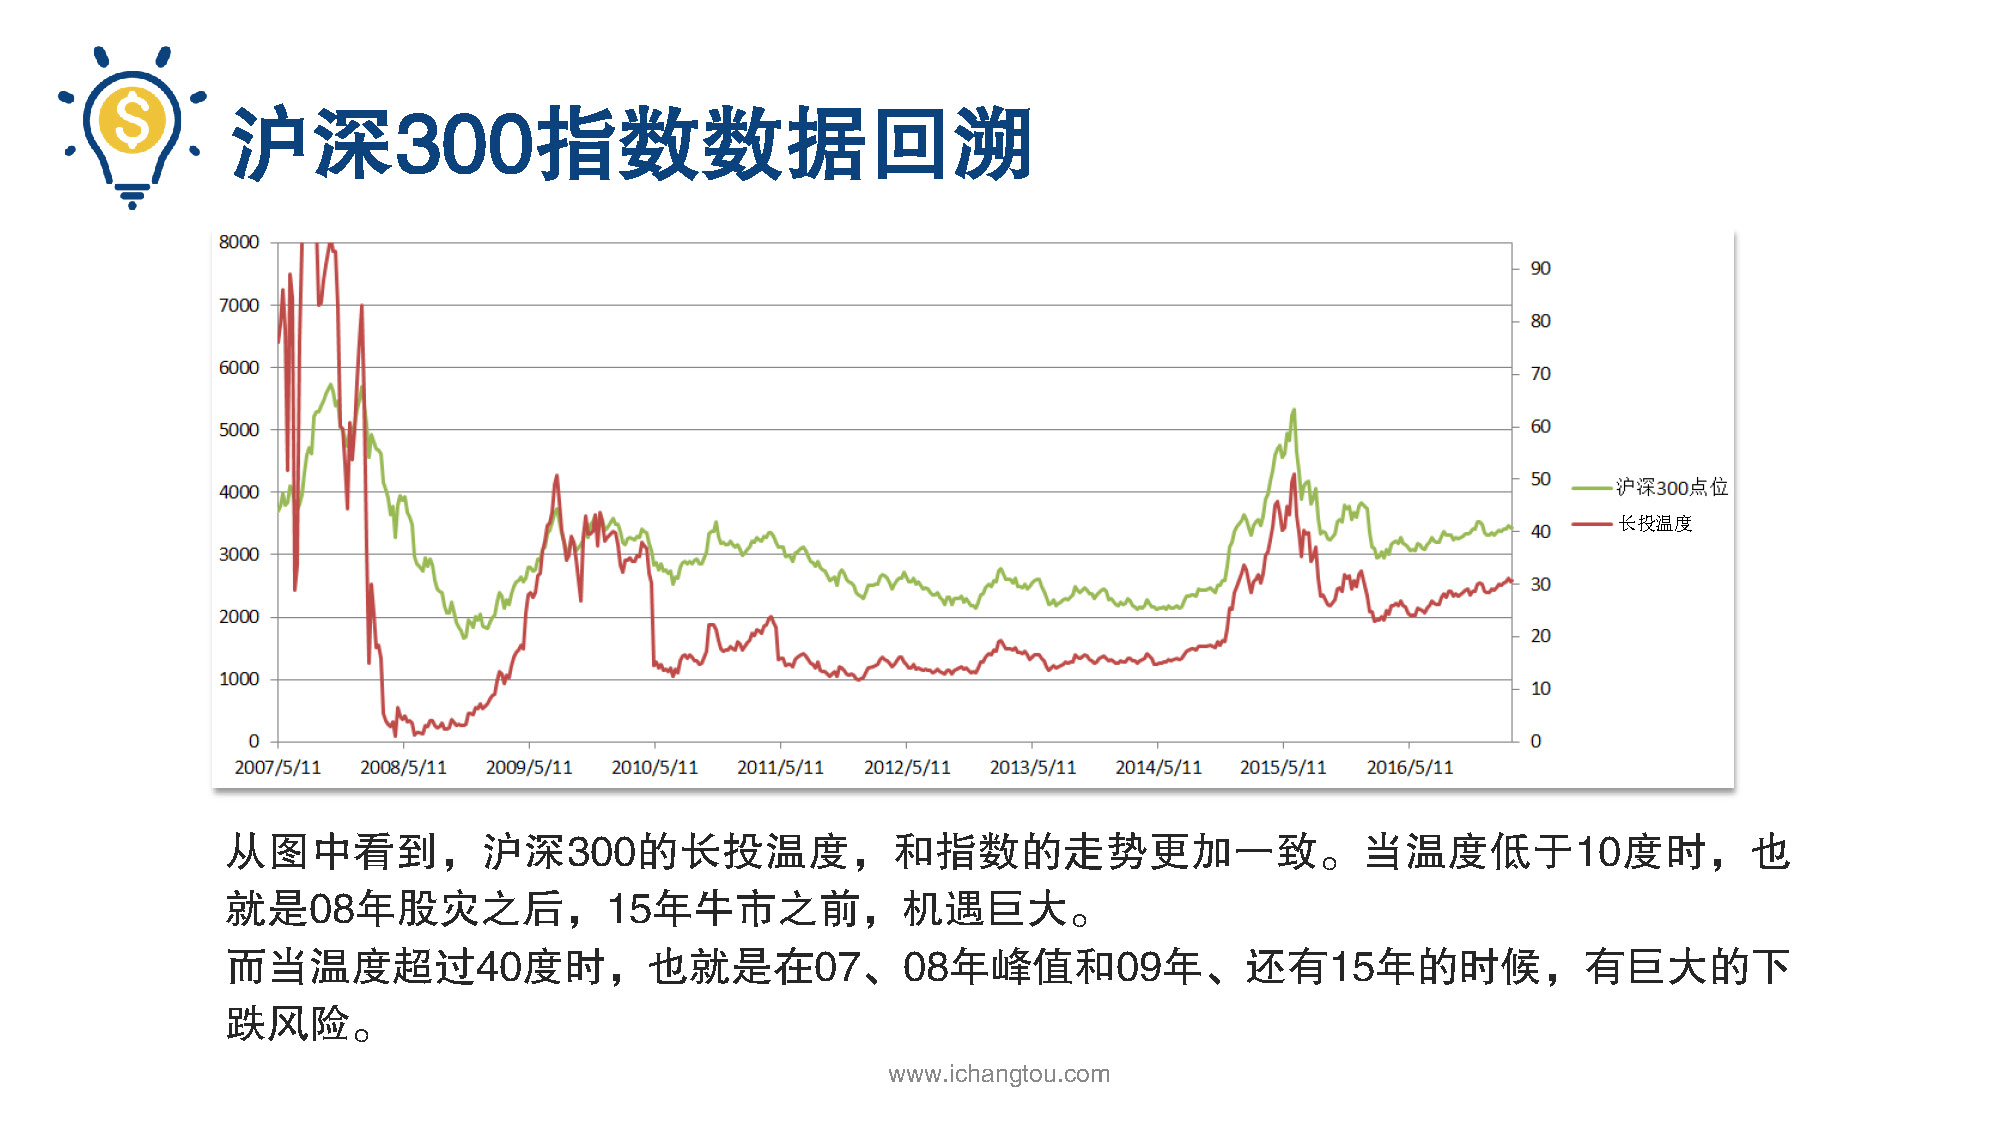 沪深300指数数据回溯
8000
7000
6000
5000
4000
3000
2000
1000
0
90
80
70
60
50
40
30
20
10
0
2007/5/11 2008/5/11 2009/5/11 2010/5/11 2011/5/11 2012/5/11 2013/5/11 2014/5/11 2015/5/11 2016/5/11
沪深300点位
长投温度
从图中看到，沪深300的长投温度，和指数的走势更加一致。当温度低于10度时，也
就是08年股灾之后，15年牛市之前，机遇巨大。
而当温度超过40度时，也就是在07、08年峰值和09年、还有15年的时候，有巨大的下
跌风险。
www.ichangtou.com